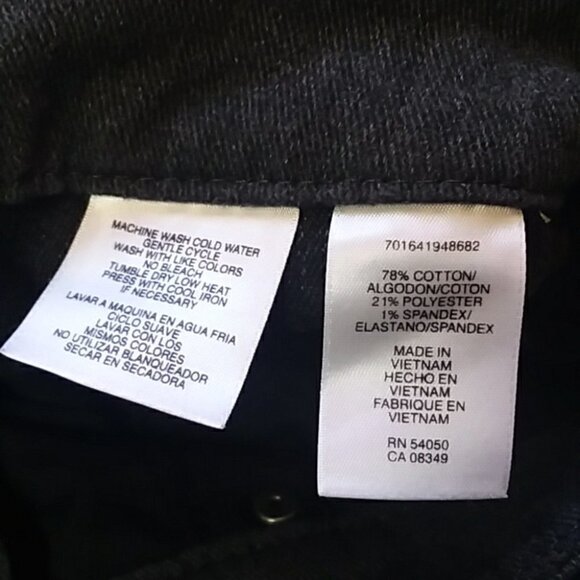 MACHINE WASH COLD WATER
GENTLE CYCLE
WASH WITH LIKE COLORS
NO BLEACH
TUMBLE DRY LOW HEAT
PRESS WITH COOL IRON
IF NECESSARY
LAVAR A MAQUINA EN AGUA FRIA
CICLO SUAVE
LAVAR CON LOS
MISMOS COLORES
NO UTILIZAR BLANQUEADOR
SECAR EN SECADORA
701641948682
78% COTTON/
ALGODON/COTON
21% POLYESTER
1% SPANDEX/
ELASTANO/SPANDEX
MADE IN
VIETNAM
HECHO EN
VIETNAM
FABRIQUE EN
VIETNAM
RN 54050
CA 08349